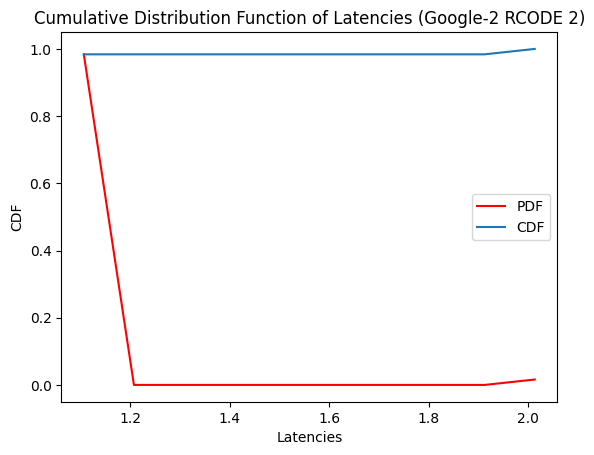 Cumulative Distribution Function of Latencies (Google-2 RCODE 2)
1.0
0.8
0.6
0.4
0.2
0.0
CDF
PDF
CDF
1.2
1.4
1.6
1.8
2.0
Latencies